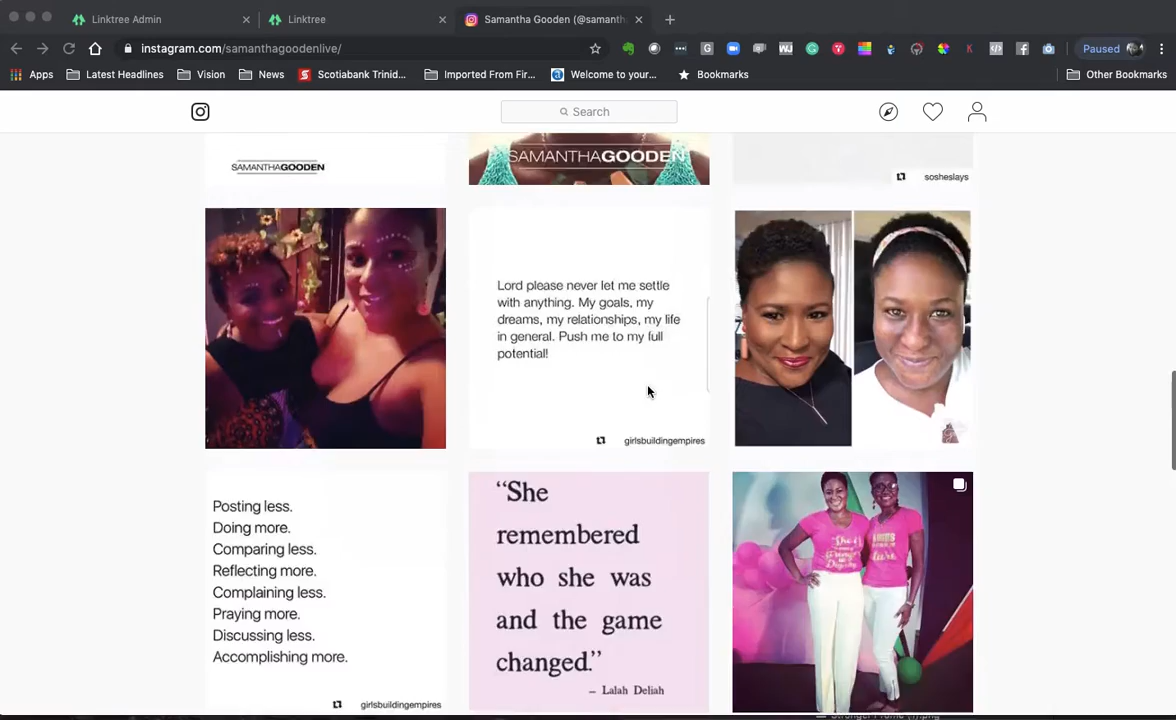 Linktree Admin
Linktree
Samantha Gooden (@samanth
instagram.com/samanthagoodenlive/
Paused
Apps
Latest Headlines
Vision
News
Scotiabank Trinid...
Imported From Fir...
Welcome to your...
Bookmarks
Other Bookmarks
Search
SAMANTHAGOODEN
SAMANTHAGOODEN
sosheslays
Lord please never let me settle
with anything. My goals, my
dreams, my relationships, my life
in general. Push me to my full
potential!
girlsbuildingempires
Posting less.
Doing more.
Comparing less.
Reflecting more.
Complaining less.
Praying more.
Discussing less.
Accomplishing more.
girlsbuildingempires
“She
remembered
who she was
and the game
changed.”
– Lalah Deliah